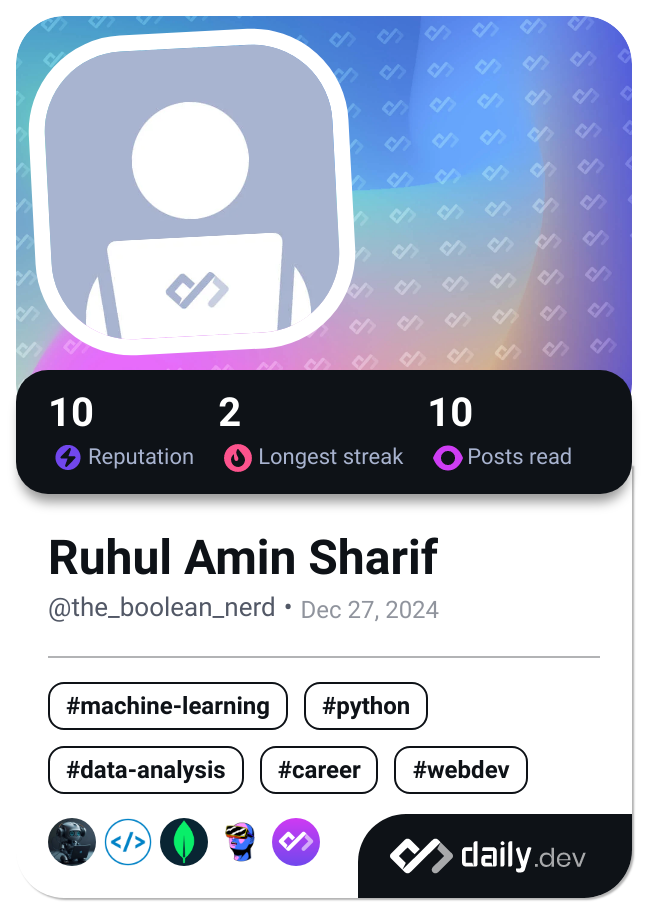 10 2 10
Reputation Longest streak Posts read
Ruhul Amin Sharif
@the_boolean_nerd • Dec 27, 2024
#machine-learning #python
#data-analysis #career #webdev
</>
daily.dev